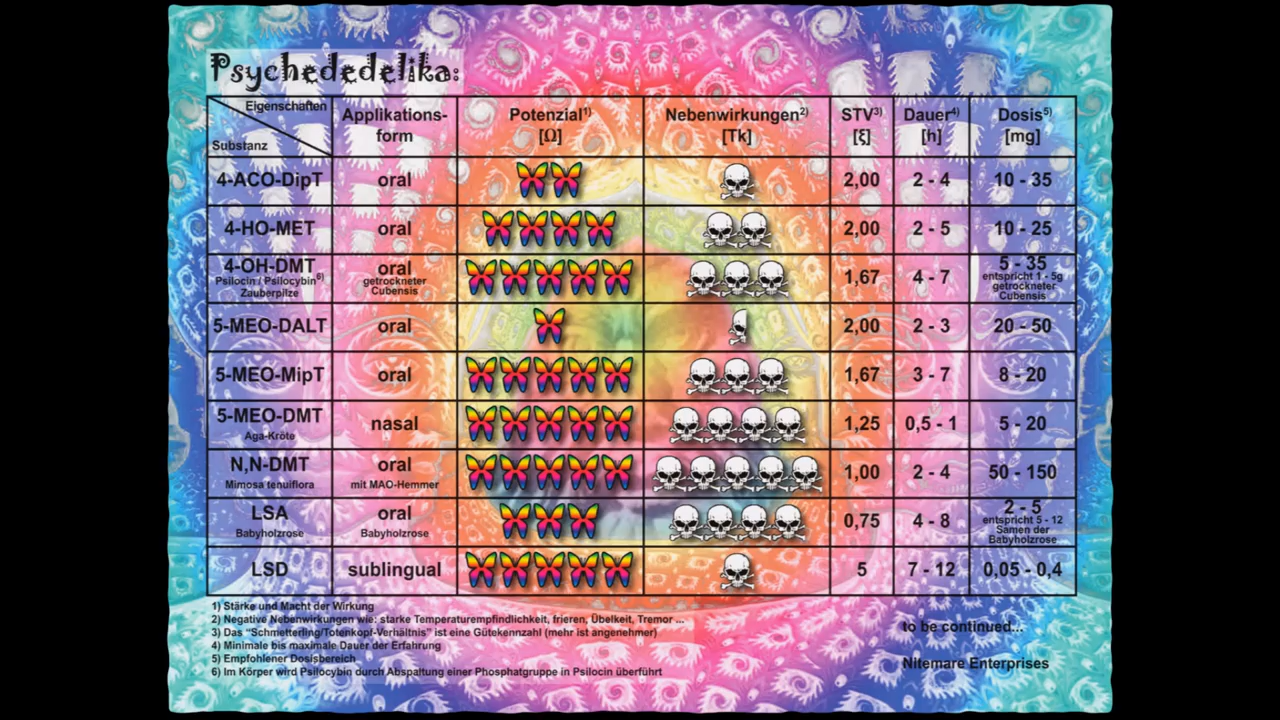 Psychededelika:
Eigenschaften
Substanz
Applikations-
form
Potenzial1)
[Ω]
Nebenwirkungen2)
[Tk]
STV3)
[ξ]
Dauer4)
[h]
Dosis5)
[mg]
4-ACO-DipT oral 2,00 2 - 4 10 - 35
4-HO-MET oral 2,00 2 - 5 10 - 25
4-OH-DMT
Psilocin / Psilocybin6)
Zauberpilze
oral
getrockneter
Cubensis
1,67 4 - 7
5 - 35
entspricht 1 - 5g
getrockneter
Cubensis
5-MEO-DALT oral 2,00 2 - 3 20 - 50
5-MEO-MipT oral 1,67 3 - 7 8 - 20
5-MEO-DMT
Aga-Kröte
nasal 1,25 0,5 - 1 5 - 20
N,N-DMT
Mimosa tenuiflora
oral
mit MAO-Hemmer
1,00 2 - 4 50 - 150
LSA
Babyholzrose
oral
Babyholzrose
0,75 4 - 8
2 - 5
entspricht 5 - 12
Samen der
Babyholzrose
LSD sublingual 5 7 - 12 0,05 - 0,4
1) Stärke und Macht der Wirkung
2) Negative Nebenwirkungen wie: starke Temperaturempfindlichkeit, frieren, Übelkeit, Tremor ...
3) Das "Schmetterling/Totenkopf-Verhältnis" ist eine Gütekennzahl (mehr ist angenehmer)
4) Minimale bis maximale Dauer der Erfahrung
5) Empfohlener Dosisbereich
6) Im Körper wird Psilocybin durch Abspaltung einer Phosphatgruppe in Psilocin überführt
to be continued...
Nitemare Enterprises